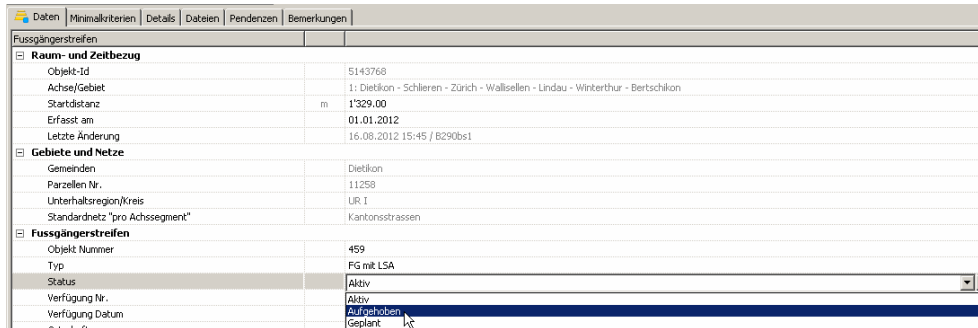 Daten Minimalkriterien Details Dateien Pendenzen Bemerkungen
Fussgängerstreifen
Raum- und Zeitbezug
Objekt-Id 5143768
Achse/Gebiet 1: Dietikon - Schlieren - Zürich - Wallisellen - Lindau - Winterthur - Bertschikon
Startdistanz m 1'329.00
Erfasst am 01.01.2012
Letzte Änderung 16.08.2012 15:45 / B290bs1
Gebiete und Netze
Gemeinden Dietikon
Parzellen Nr. 11258
Unterhaltsregion/Kreis UR I
Standardnetz "pro Achssegment" Kantonsstrassen
Fussgängerstreifen
Objekt Nummer 459
Typ FG mit LSA
Status Aktiv
Verfügung Nr. Aktiv
Verfügung Datum Aufgehoben
Geplant